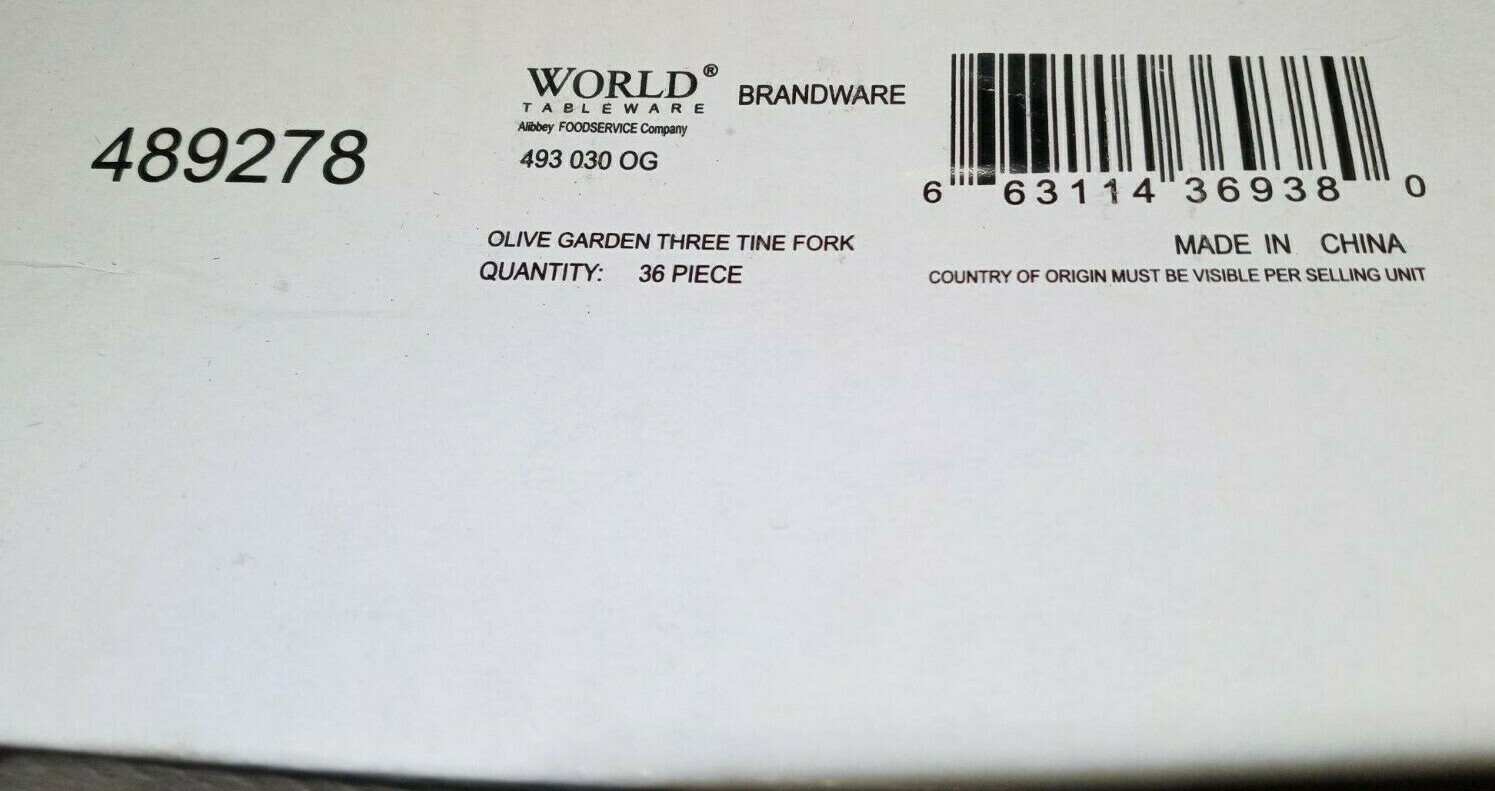 489278
WORLD®
TABLEWARE
Alibbey FOODSERVICE Company
BRANDWARE
493 030 OG
OLIVE GARDEN THREE TINE FORK
QUANTITY: 36 PIECE
6 63114 36938 0
MADE IN CHINA
COUNTRY OF ORIGIN MUST BE VISIBLE PER SELLING UNIT